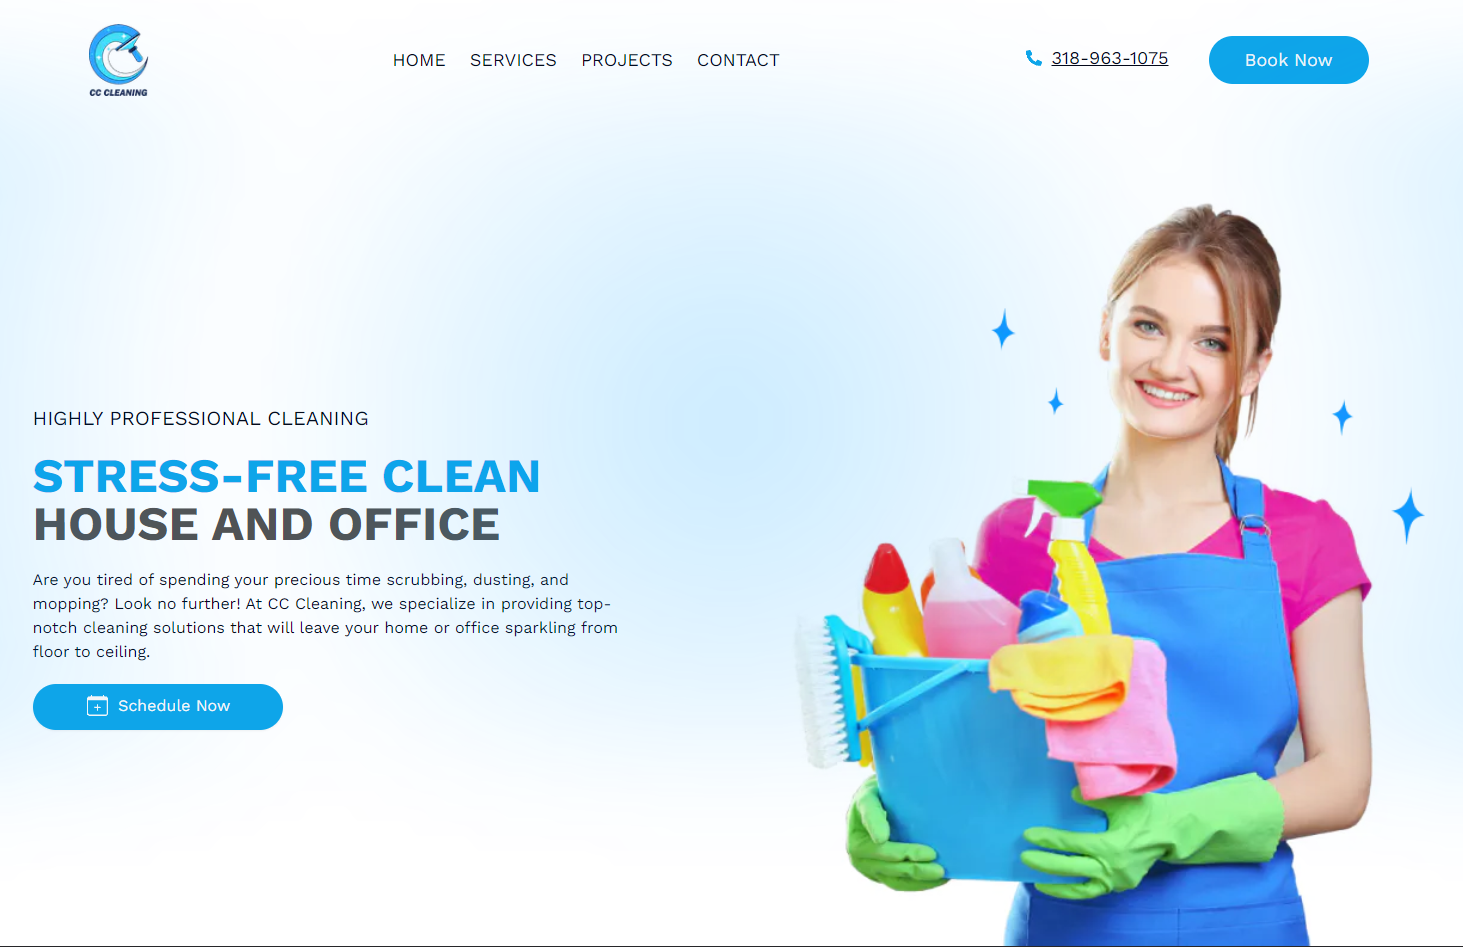 CC CLEANING
HOME SERVICES PROJECTS CONTACT
318-963-1075
Book Now
HIGHLY PROFESSIONAL CLEANING
STRESS-FREE CLEAN
HOUSE AND OFFICE
Are you tired of spending your precious time scrubbing, dusting, and
mopping? Look no further! At CC Cleaning, we specialize in providing top-
notch cleaning solutions that will leave your home or office sparkling from
floor to ceiling.
Schedule Now